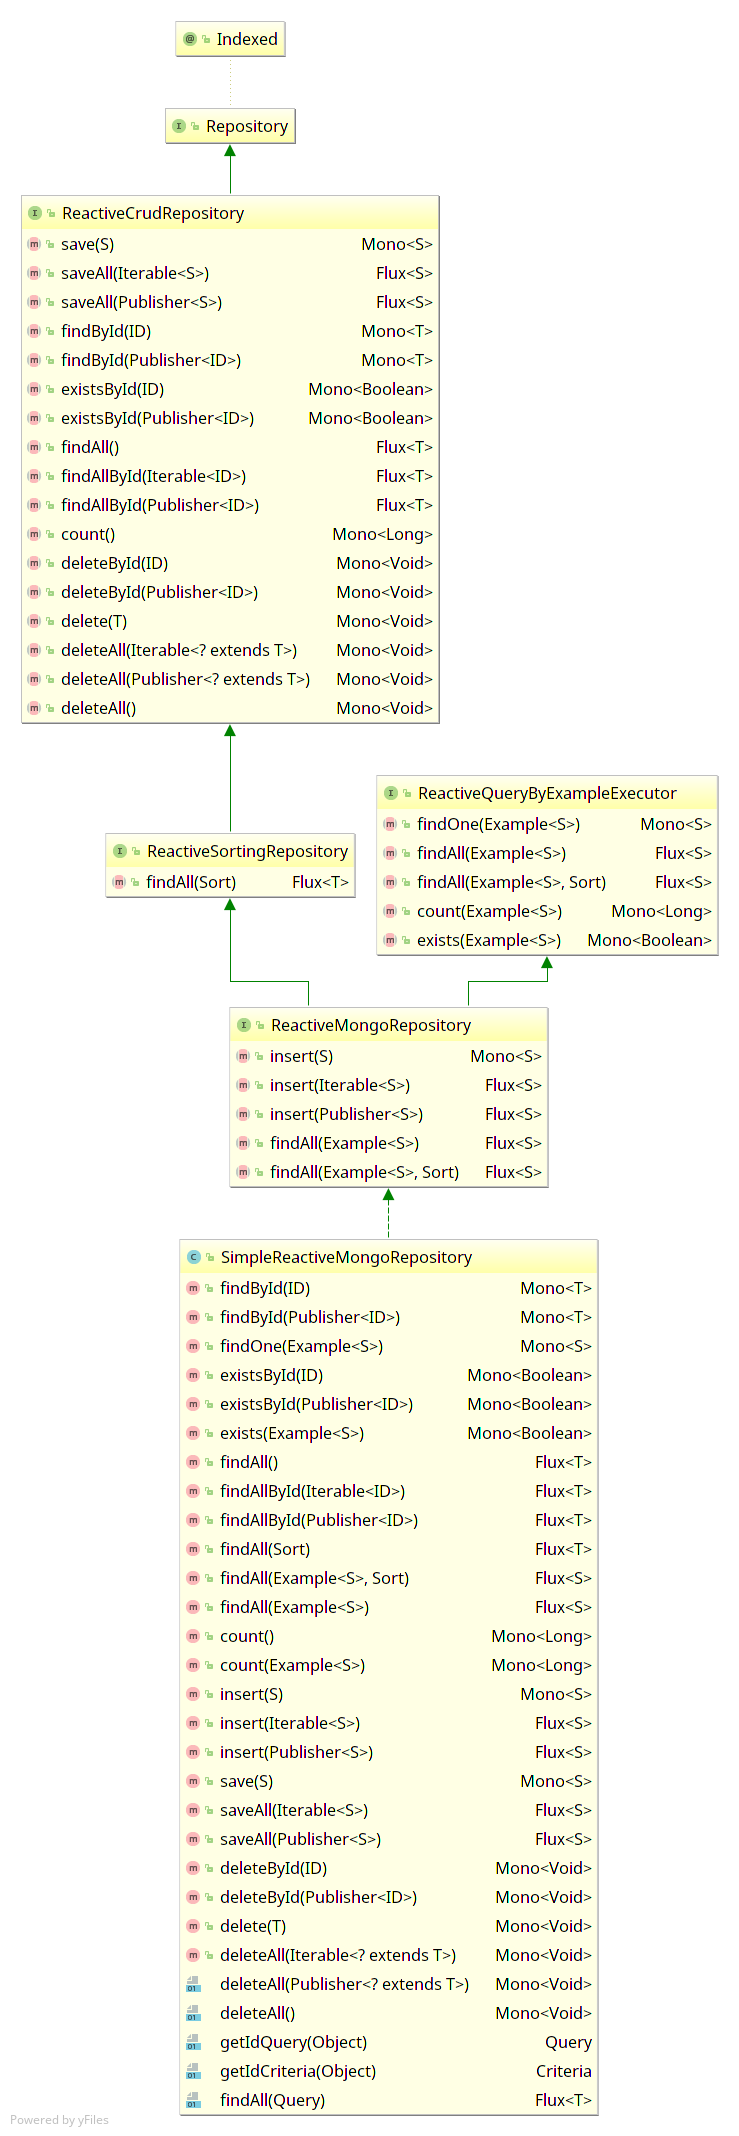 Indexed
Repository
ReactiveCrudRepository
save(S) Mono<S>
saveAll(Iterable<S>) Flux<S>
saveAll(Publisher<S>) Flux<S>
findById(ID) Mono<T>
findById(Publisher<ID>) Mono<T>
existsById(ID) Mono<Boolean>
existsById(Publisher<ID>) Mono<Boolean>
findAll() Flux<T>
findAllById(Iterable<ID>) Flux<T>
findAllById(Publisher<ID>) Flux<T>
count() Mono<Long>
deleteById(ID) Mono<Void>
deleteById(Publisher<ID>) Mono<Void>
delete(T) Mono<Void>
deleteAll(Iterable<? extends T>) Mono<Void>
deleteAll(Publisher<? extends T>) Mono<Void>
deleteAll() Mono<Void>
ReactiveQueryByExampleExecutor
findOne(Example<S>) Mono<S>
findAll(Example<S>) Flux<S>
findAll(Example<S>, Sort) Flux<S>
count(Example<S>) Mono<Long>
exists(Example<S>) Mono<Boolean>
ReactiveSortingRepository
findAll(Sort) Flux<T>
ReactiveMongoRepository
insert(S) Mono<S>
insert(Iterable<S>) Flux<S>
insert(Publisher<S>) Flux<S>
findAll(Example<S>) Flux<S>
findAll(Example<S>, Sort) Flux<S>
SimpleReactiveMongoRepository
findById(ID) Mono<T>
findById(Publisher<ID>) Mono<T>
findOne(Example<S>) Mono<S>
existsById(ID) Mono<Boolean>
existsById(Publisher<ID>) Mono<Boolean>
exists(Example<S>) Mono<Boolean>
findAll() Flux<T>
findAllById(Iterable<ID>) Flux<T>
findAllById(Publisher<ID>) Flux<T>
findAll(Sort) Flux<T>
findAll(Example<S>, Sort) Flux<S>
findAll(Example<S>) Flux<S>
count() Mono<Long>
count(Example<S>) Mono<Long>
insert(S) Mono<S>
insert(Iterable<S>) Flux<S>
insert(Publisher<S>) Flux<S>
save(S) Mono<S>
saveAll(Iterable<S>) Flux<S>
saveAll(Publisher<S>) Flux<S>
deleteById(ID) Mono<Void>
deleteById(Publisher<ID>) Mono<Void>
delete(T) Mono<Void>
deleteAll(Iterable<? extends T>) Mono<Void>
deleteAll(Publisher<? extends T>) Mono<Void>
deleteAll() Mono<Void>
getIdQuery(Object) Query
getIdCriteria(Object) Criteria
findAll(Query) Flux<T>
Powered by yFiles